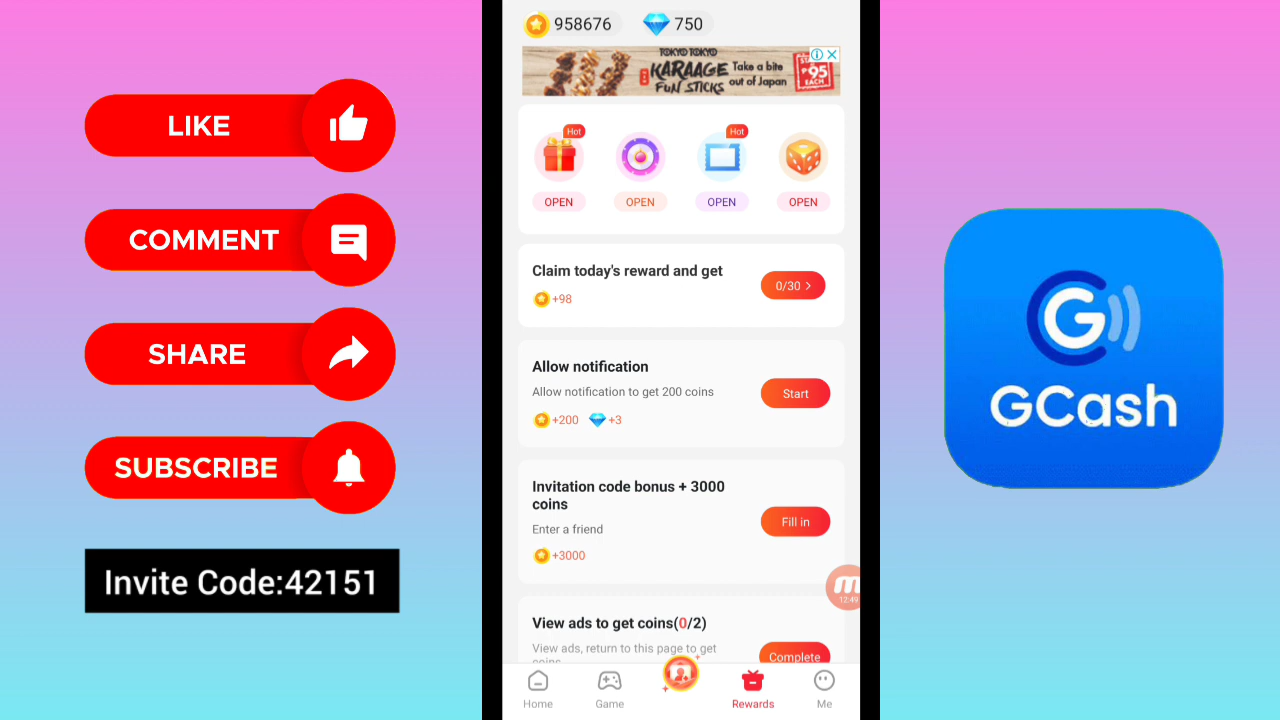 LIKE
COMMENT
SHARE
SUBSCRIBE
Invite Code:42151
958676
750
TOKYO TOKYO
KARAAGE
FUN STICKS
Take a bite
out of Japan
₱95
EACH
Hot
Hot
OPEN
OPEN
OPEN
OPEN
Claim today's reward and get
+98
0/30 >
Allow notification
Allow notification to get 200 coins
+200
+3
Start
Invitation code bonus + 3000
coins
Enter a friend
+3000
Fill in
12:49
View ads to get coins(0/2)
View ads, return to this page to get
coins
Complete
Home
Game
Rewards
Me
G
GCash